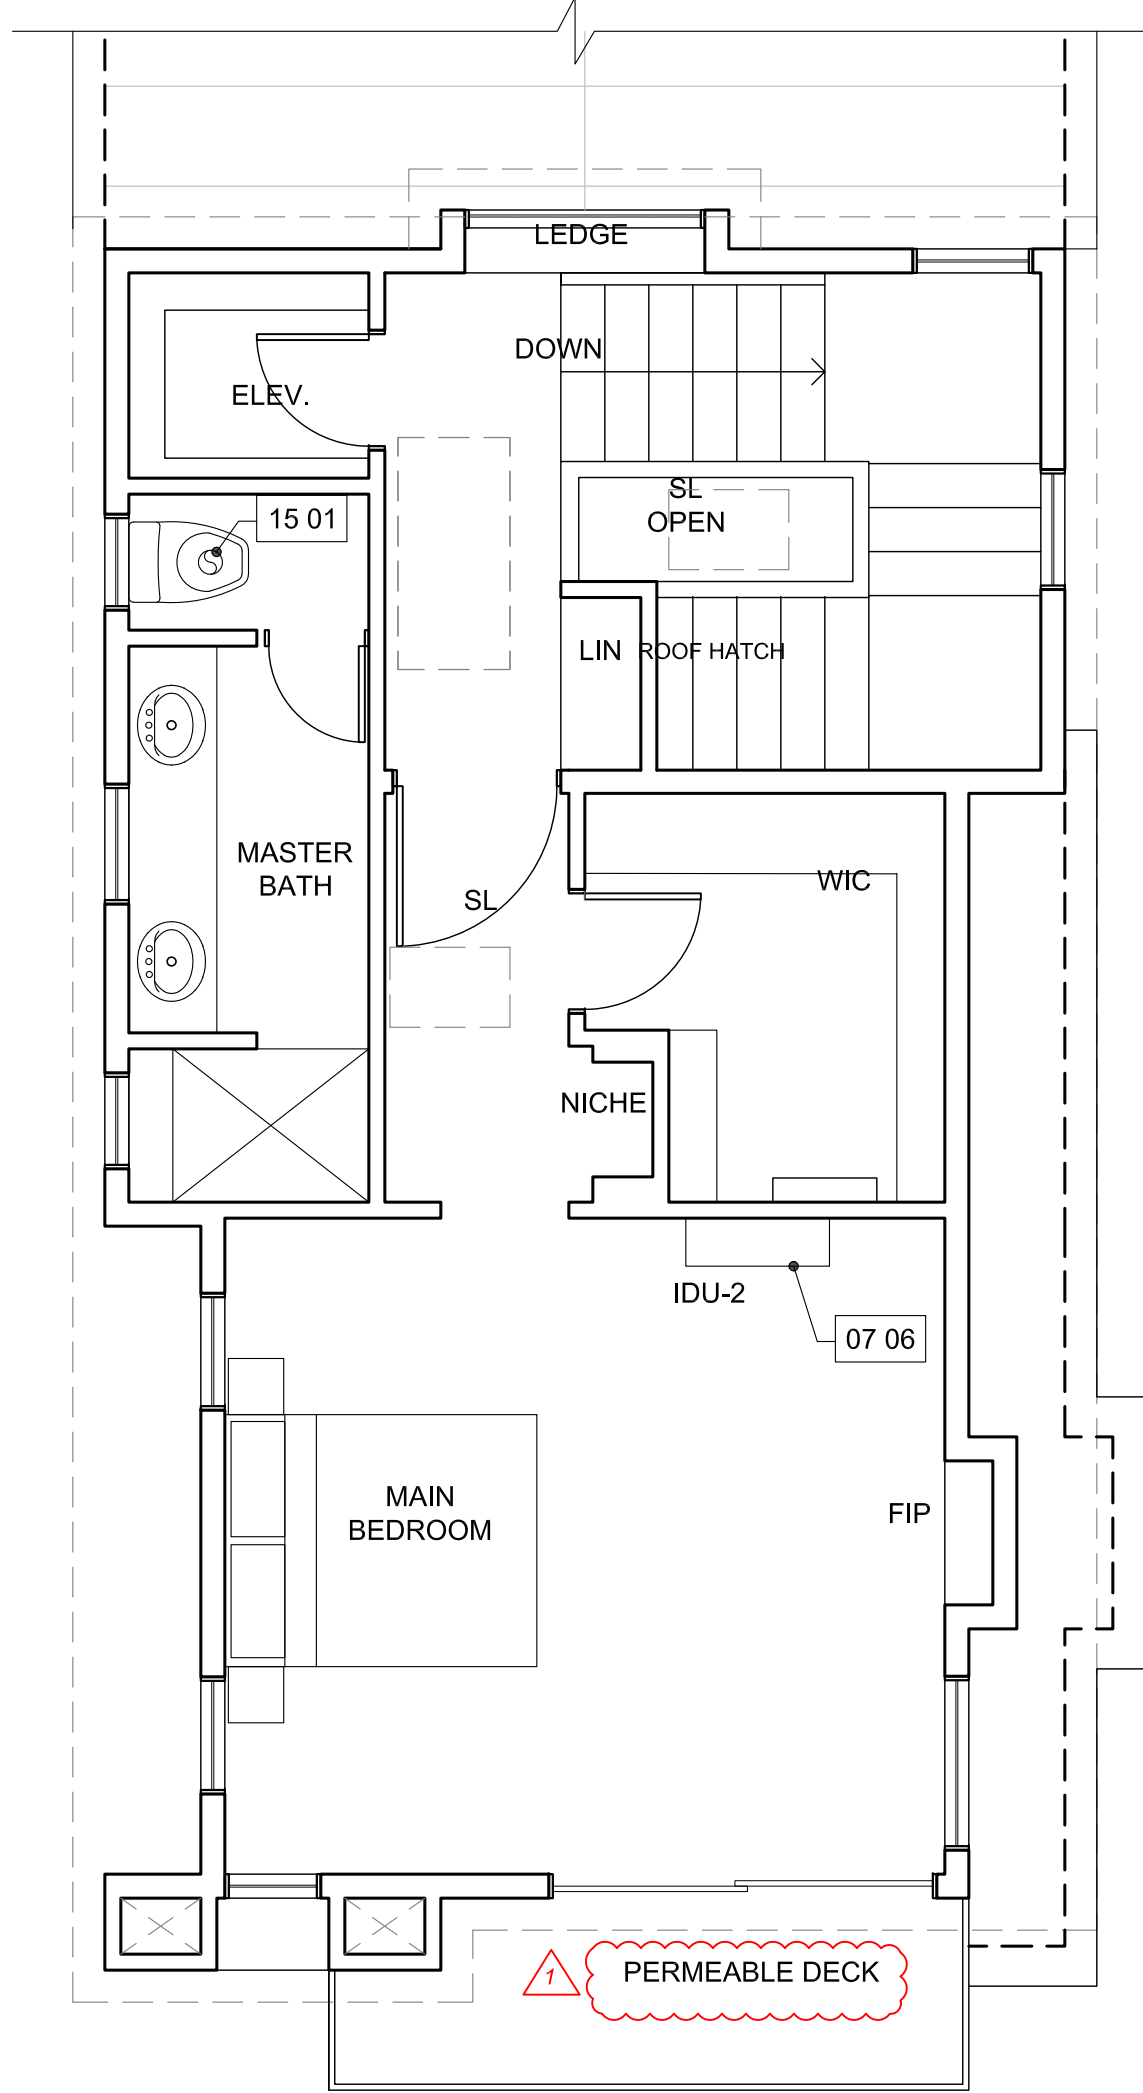 LEDGE
DOWN
ELEV.
SL
OPEN
15 01
LIN
ROOF HATCH
MASTER
BATH
WIC
SL
NICHE
IDU-2
07 06
MAIN
BEDROOM
FIP
1
PERMEABLE DECK